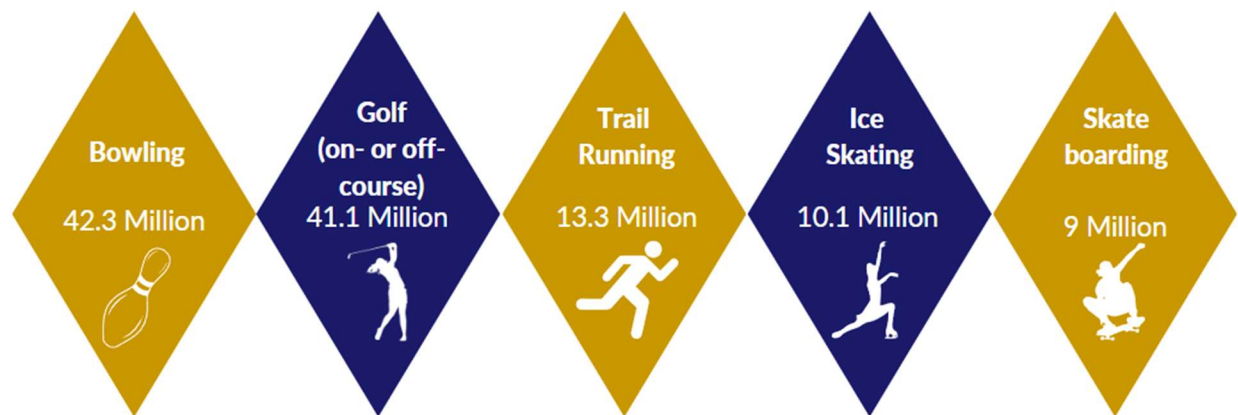 Bowling
42.3 Million
Golf
(on- or off-
course)
41.1 Million
Trail
Running
13.3 Million
Ice
Skating
10.1 Million
Skate
boarding
9 Million